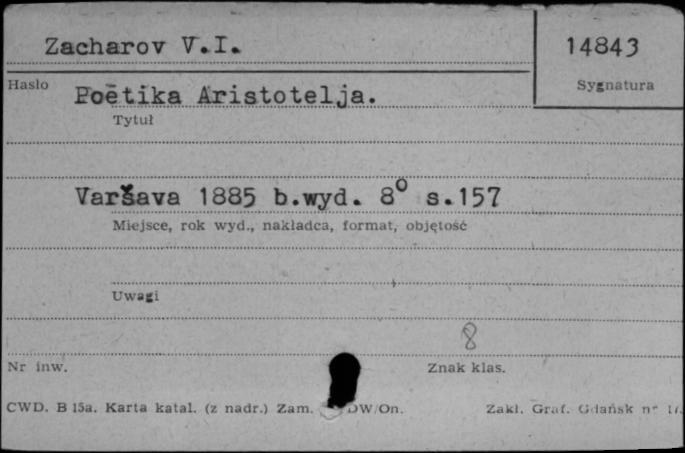 Zacharov V.I.
14843
Hasło
Sygnatura
Poètika Aristotelja.
Tytuł
Varšava 1885 b.wyd. 8⁰ s.157
Miejsce, rok wyd., nakładca, format, objętość
Uwagi
8
Nr inw.
Znak klas.
CWD. B 15a. Karta katal. (z nadr.) Zam. DW/On.
Zakł. Graf. Gdańsk n